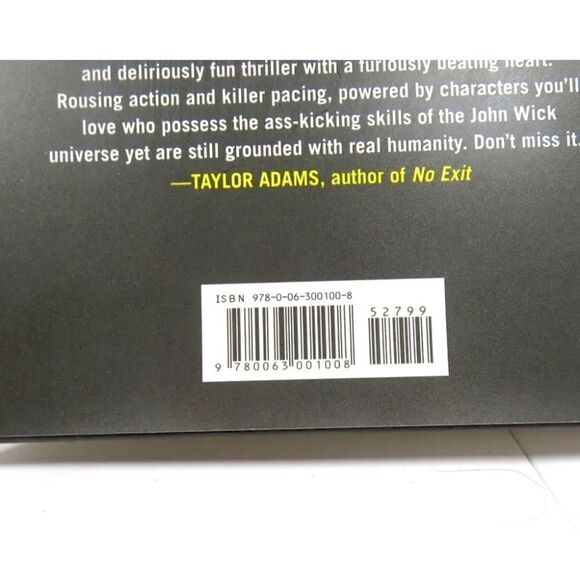 and deliriously fun thriller with a furiously beating heart.
Rousing action and killer pacing, powered by characters you'll
love who possess the ass-kicking skills of the John Wick
universe yet are still grounded with real humanity. Don't miss it.
—TAYLOR ADAMS, author of No Exit
ISBN 978-0-06-300100-8
52799
9 780063 001008